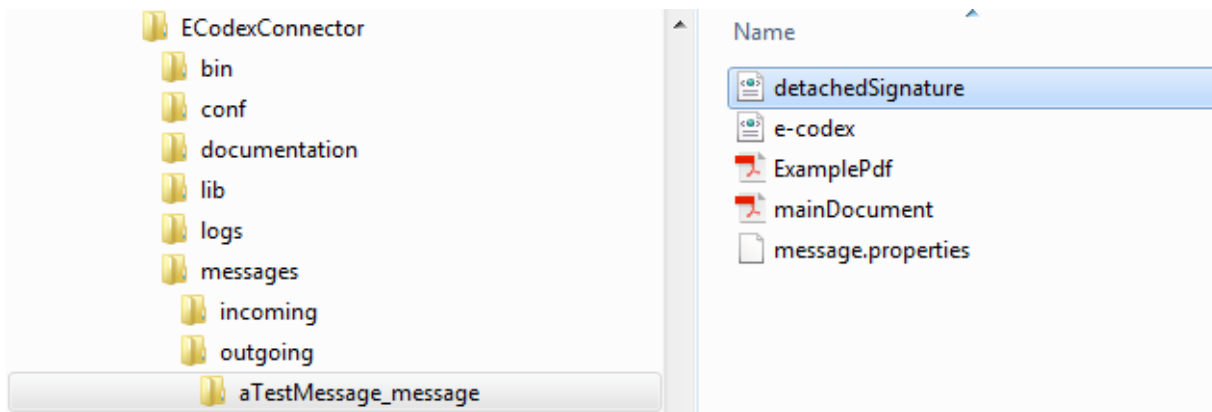 ECodexConnector
bin
conf
documentation
lib
logs
messages
incoming
outgoing
aTestMessage_message
Name
detachedSignature
e-codex
ExamplePdf
mainDocument
message.properties